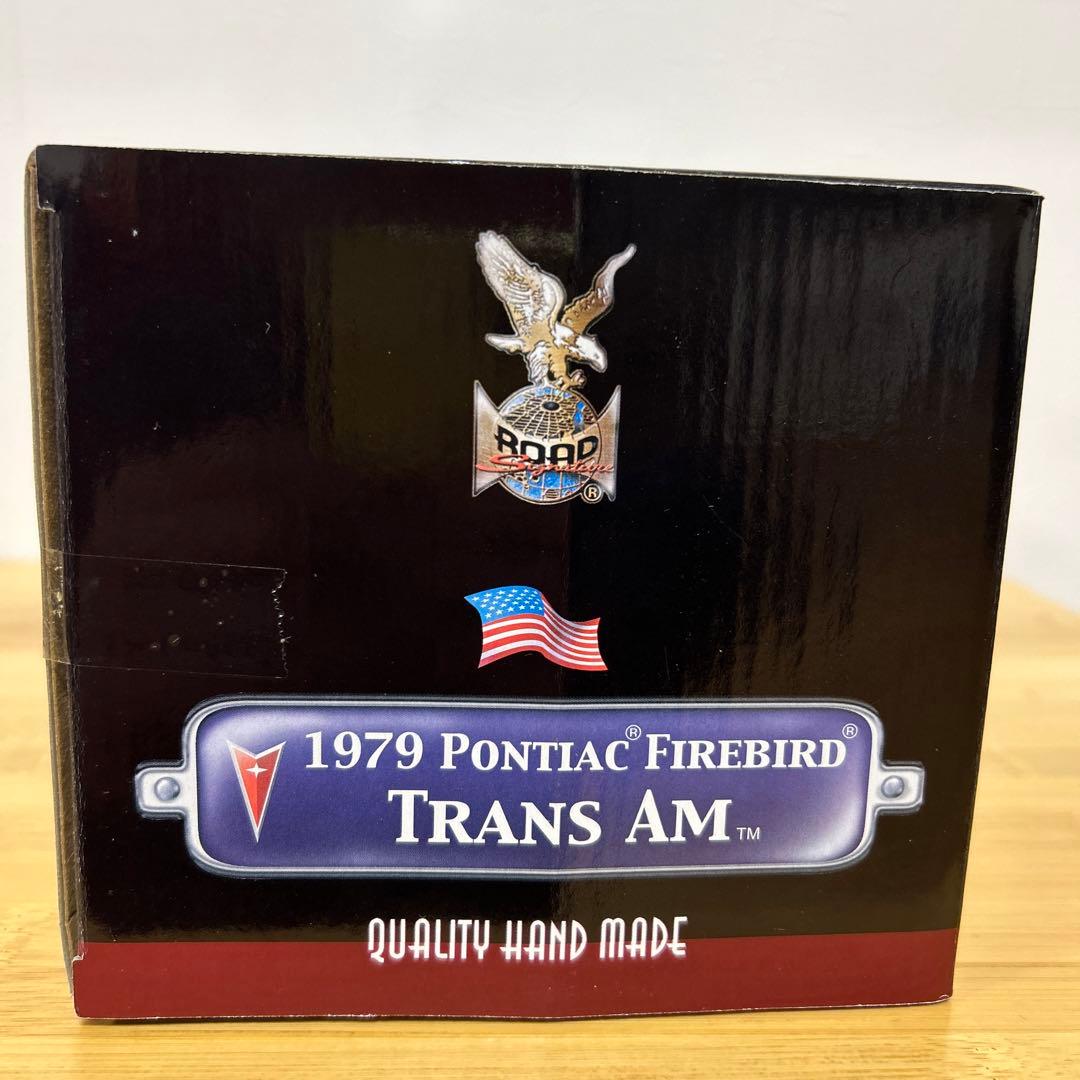 ROAD
Signature®
1979 PONTIAC® FIREBIRD®
TRANS AM™
QUALITY HAND MADE